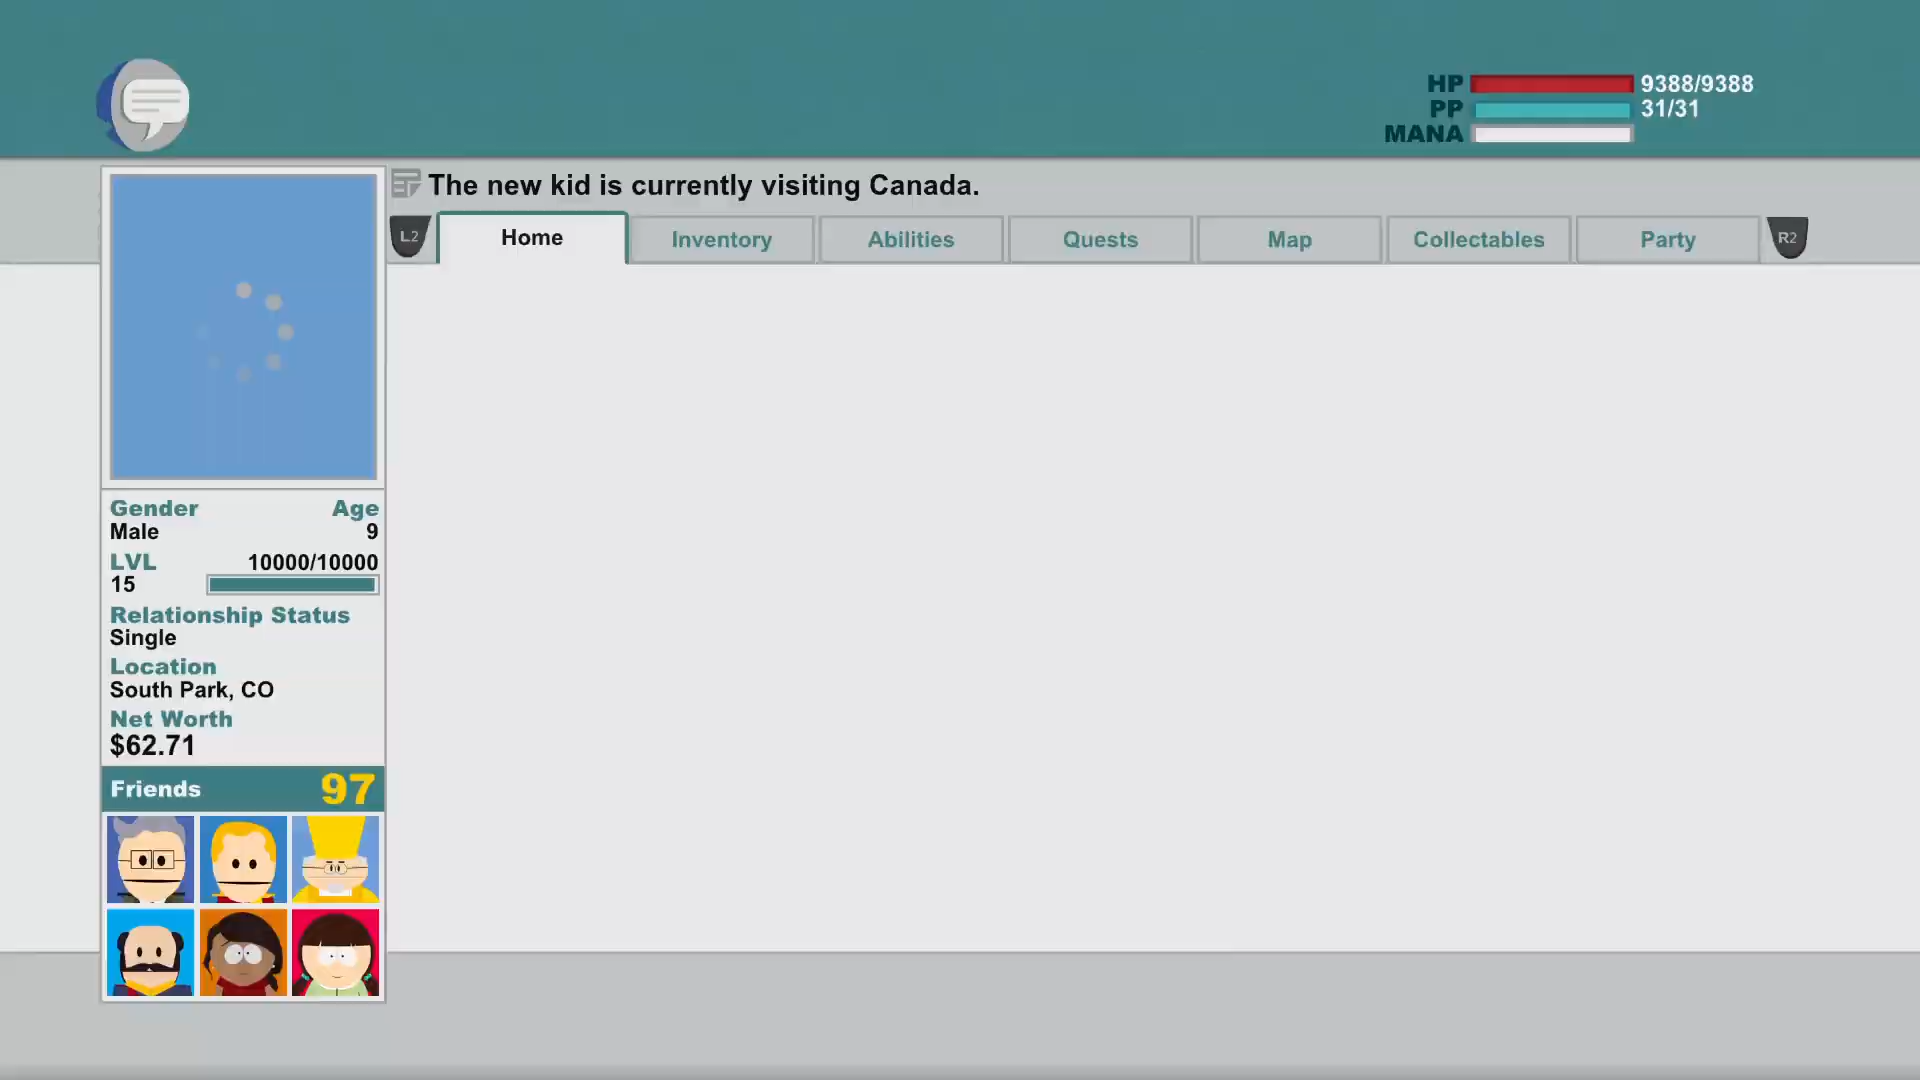 HP 9388/9388
PP 31/31
MANA
The new kid is currently visiting Canada.
L2 Home Inventory Abilities Quests Map Collectables Party R2
Gender Age
Male 9
LVL 10000/10000
15
Relationship Status
Single
Location
South Park, CO
Net Worth
$62.71
Friends 97